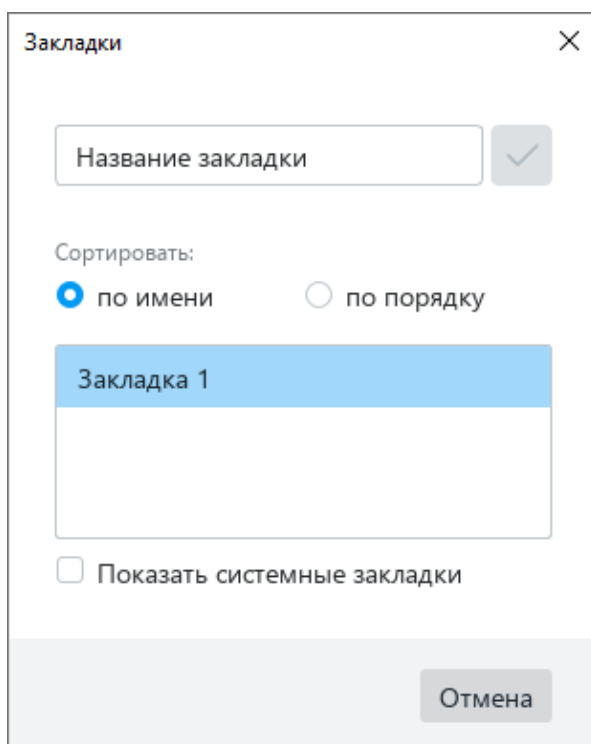 Закладки
Название закладки
Сортировать:
по имени по порядку
Закладка 1
Показать системные закладки
Отмена